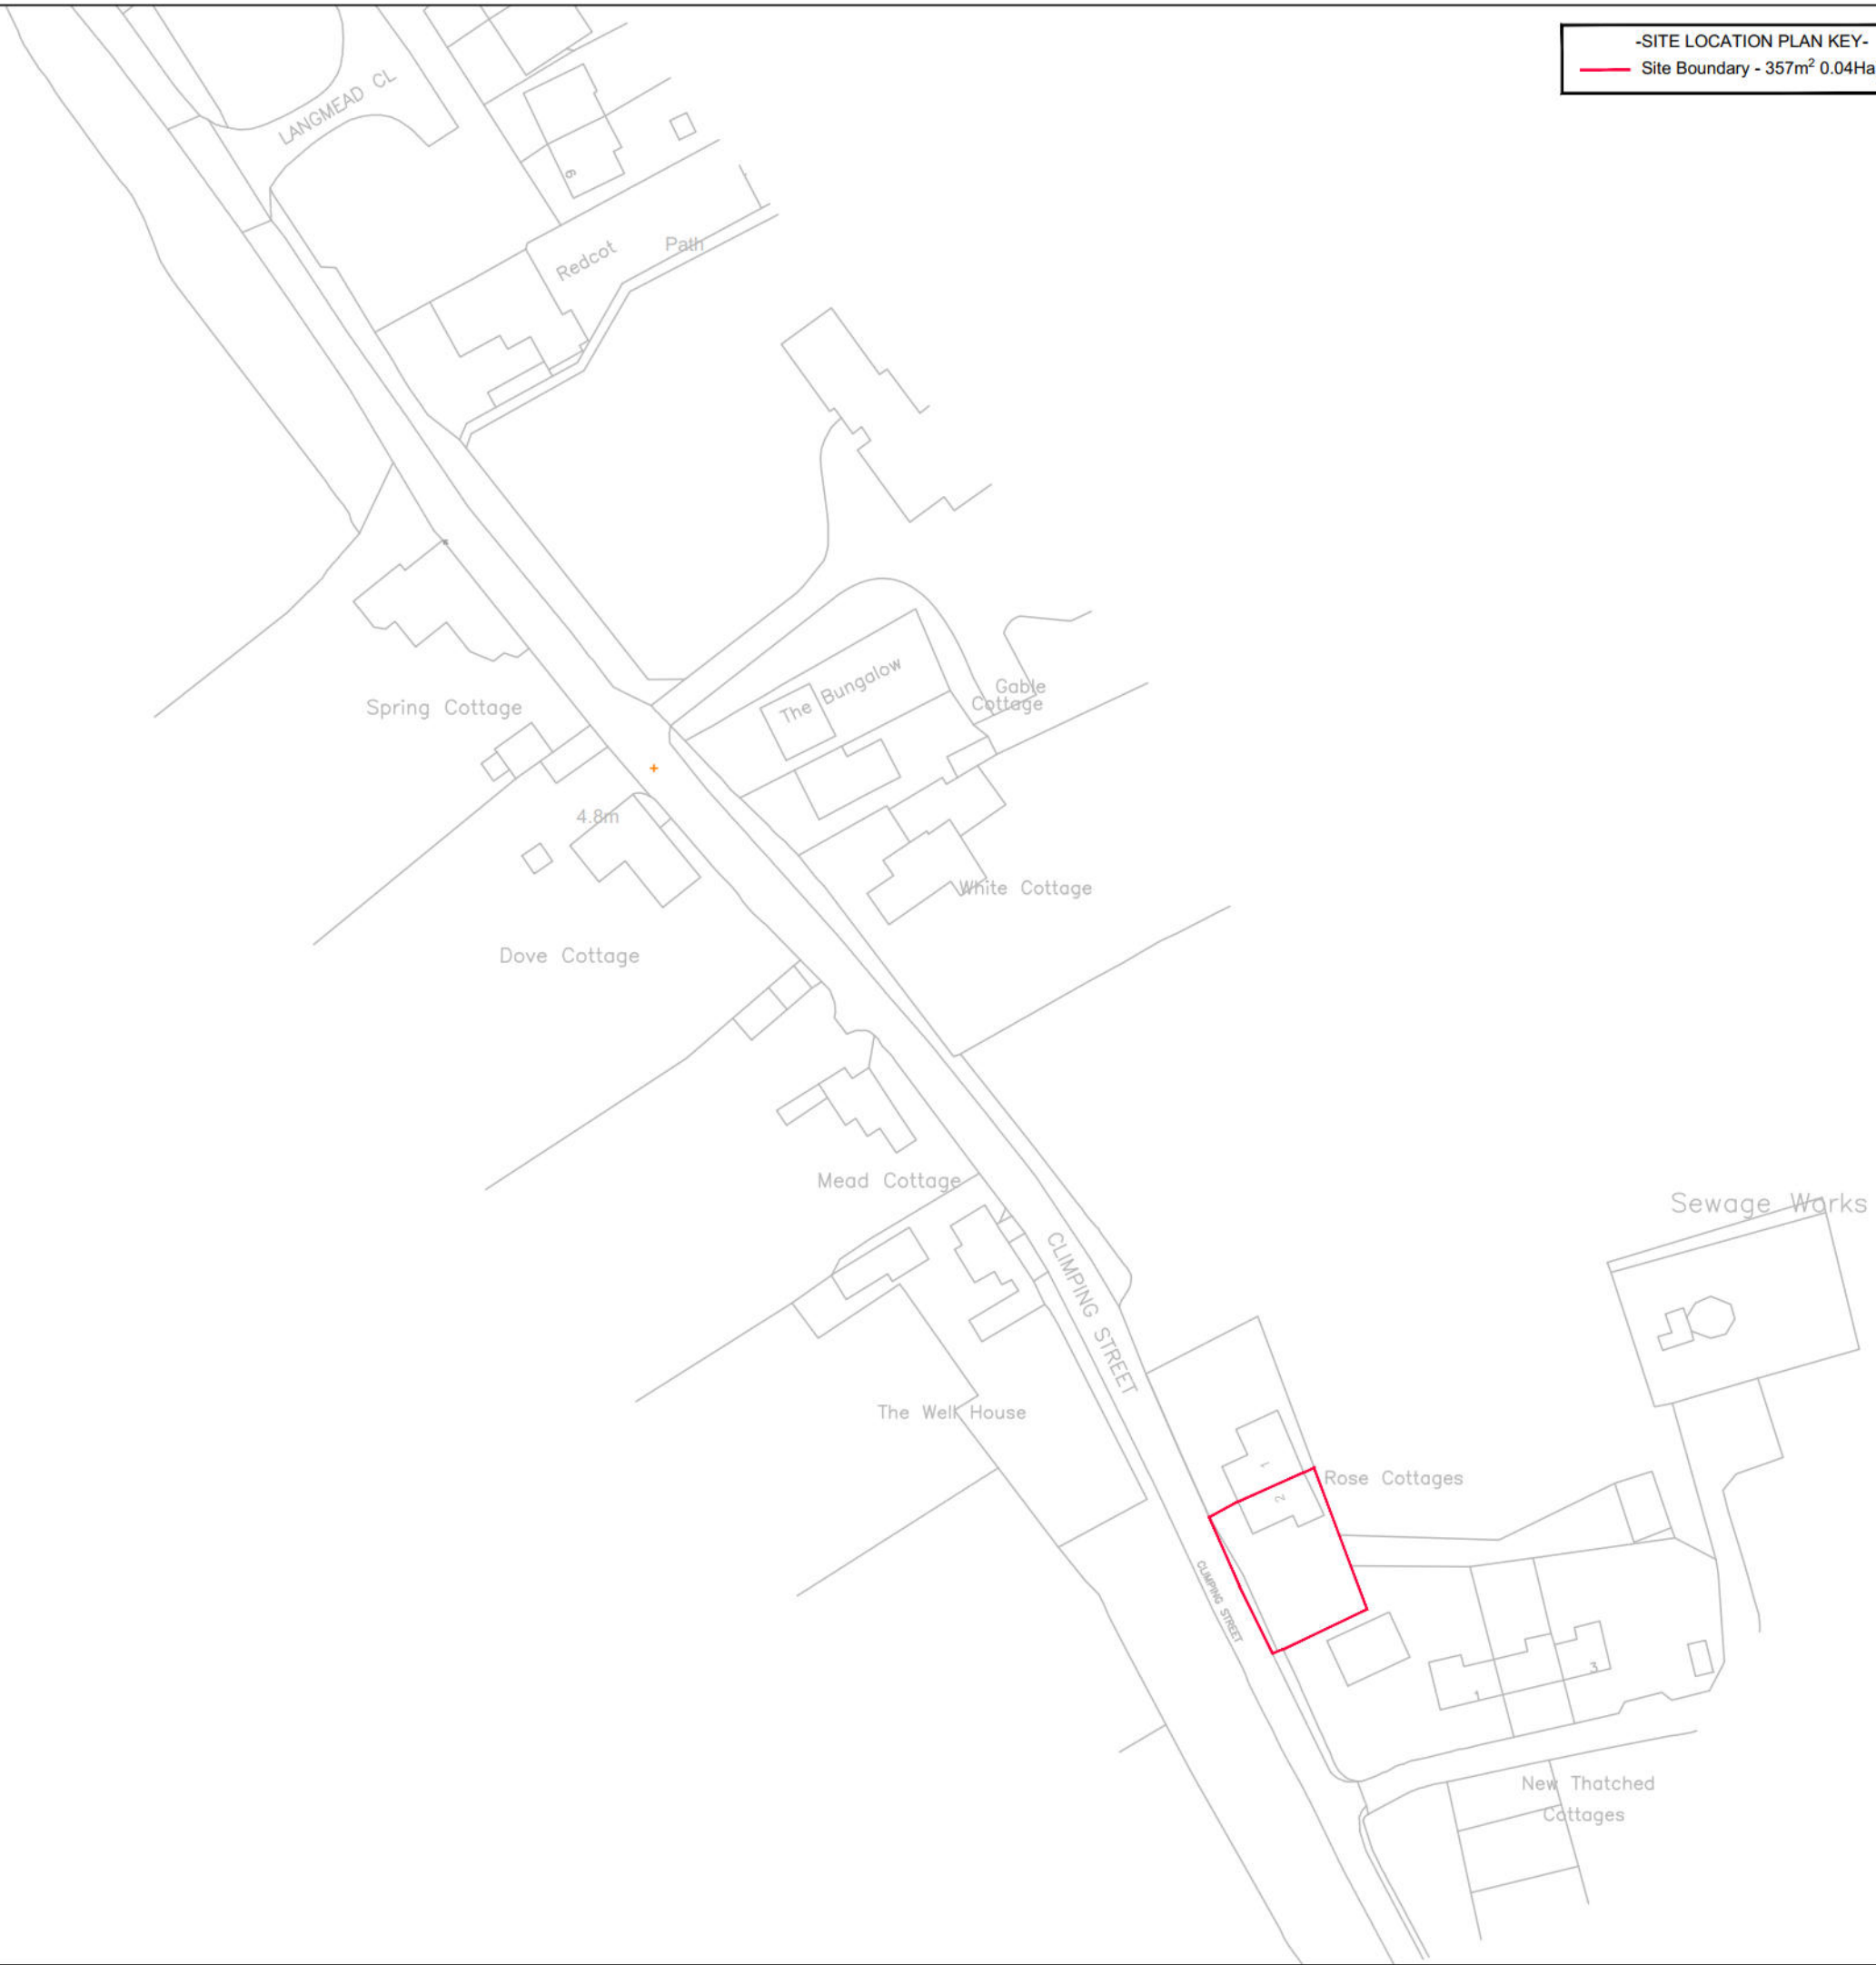 -SITE LOCATION PLAN KEY-
Site Boundary - 357m² 0.04Ha
LANGMEAD CL
6
Redcot
Path
The Bungalow
Gable
Cottage
Spring Cottage
4.8m
White Cottage
Dove Cottage
Mead Cottage
Sewage Works
CLIMPING STREET
The Well House
1
Rose Cottages
2
CLIMPING STREET
3
1
New Thatched
Cottages